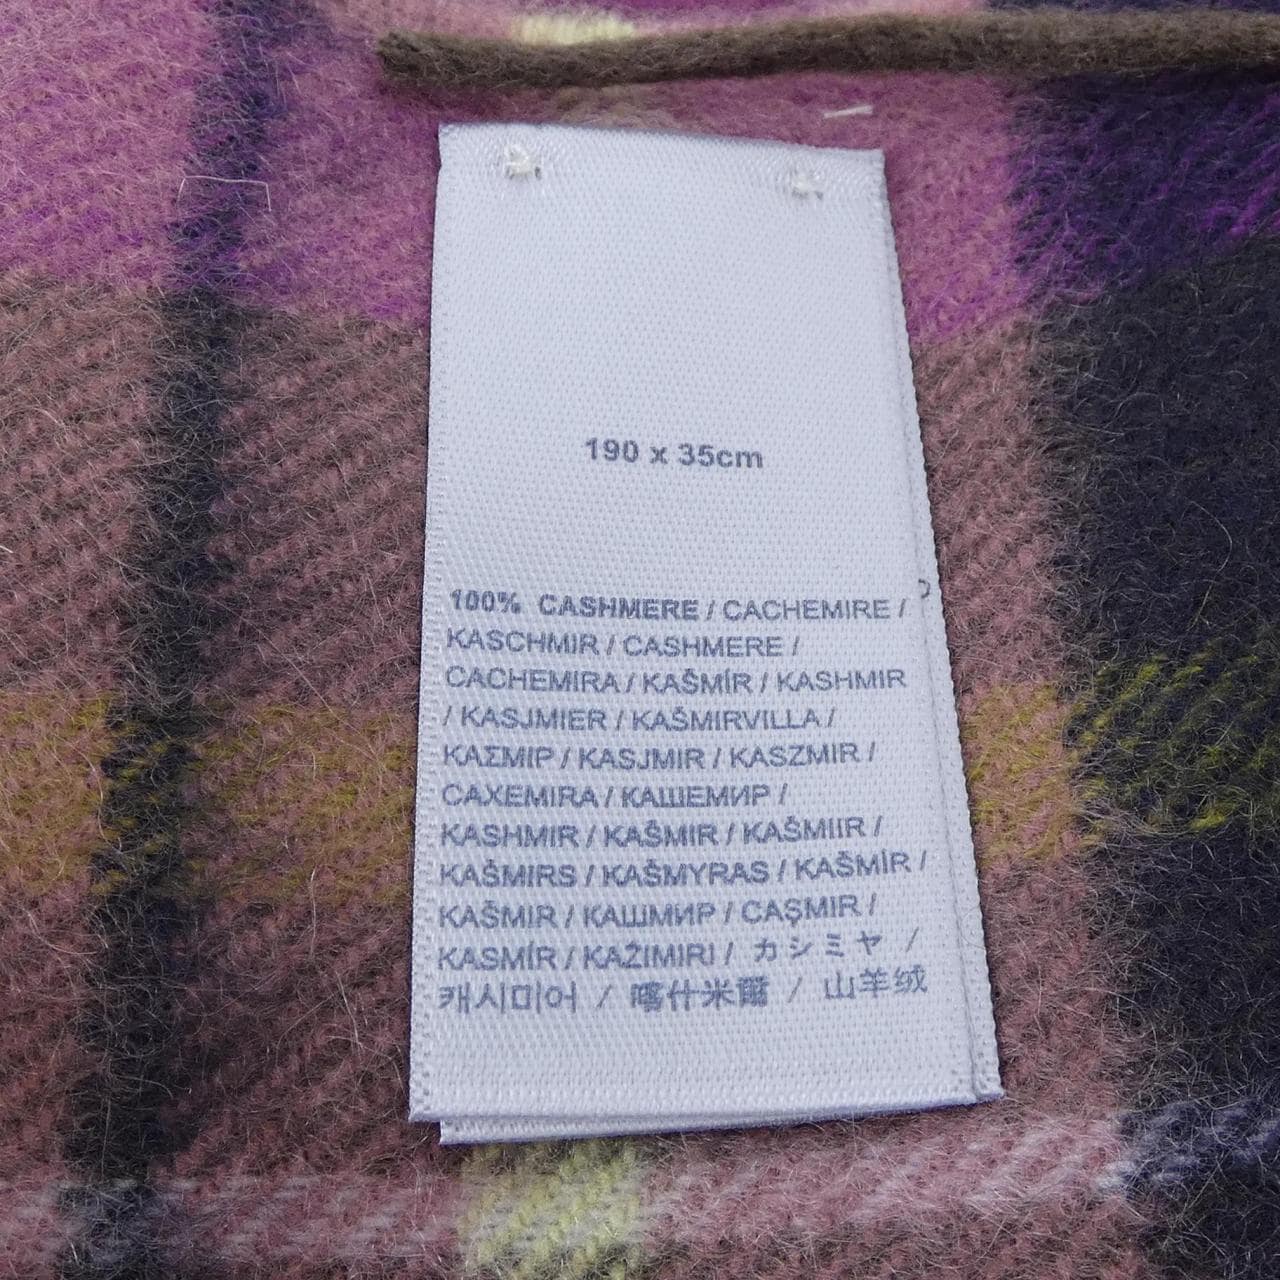 190 x 35cm
100% CASHMERE / CACHEMIRE /
KASCHMIR / CASHMERE /
CACHEMIRA / KAŠMÍR / KASHMIR
/ KASJMIER / KAŠMIRVILLA /
ΚΑΣΜΙΡ / KASJMIR / KASZMIR /
CAXEMIRA / КАШЕМИР /
KASHMIR / KAŠMIR / KAŠMIIR /
KAŠMIRS / KAŠMYRAS / KAŠMÍR /
KAŠMIR / КАШМИР / CAŞMIR /
KASMÍR / KAŻIMIRI / カシミヤ /
캐시미어 / 喀什米爾 / 山羊绒